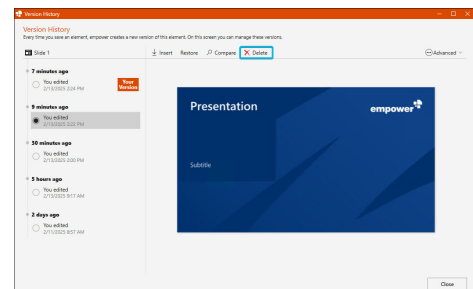 Version History
Version History
Every time you save an element, empower creates a new version of this element. On this screen you can manage these versions.
Slide 1
Insert Restore Compare Delete
Advanced
7 minutes ago
You edited
2/13/2025 3:24 PM
Your
Version
9 minutes ago
You edited
2/13/2025 3:23 PM
30 minutes ago
You edited
2/13/2025 3:00 PM
5 hours ago
You edited
2/13/2025 9:17 AM
2 days ago
You edited
2/11/2025 8:57 AM
Presentation
empower
Subtitle
Close